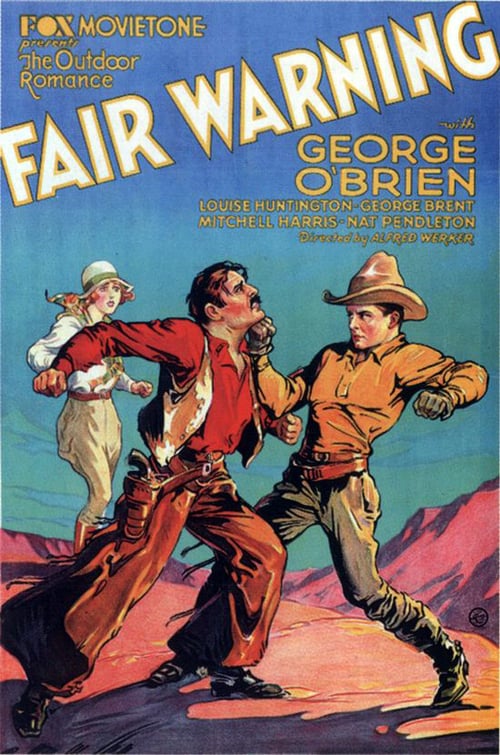 FOX MOVIETONE
presents
The Outdoor
Romance
FAIR WARNING
with
GEORGE
O'BRIEN
LOUISE HUNTINGTON - GEORGE BRENT
MITCHELL HARRIS - NAT PENDLETON
Directed by ALFRED WERKER